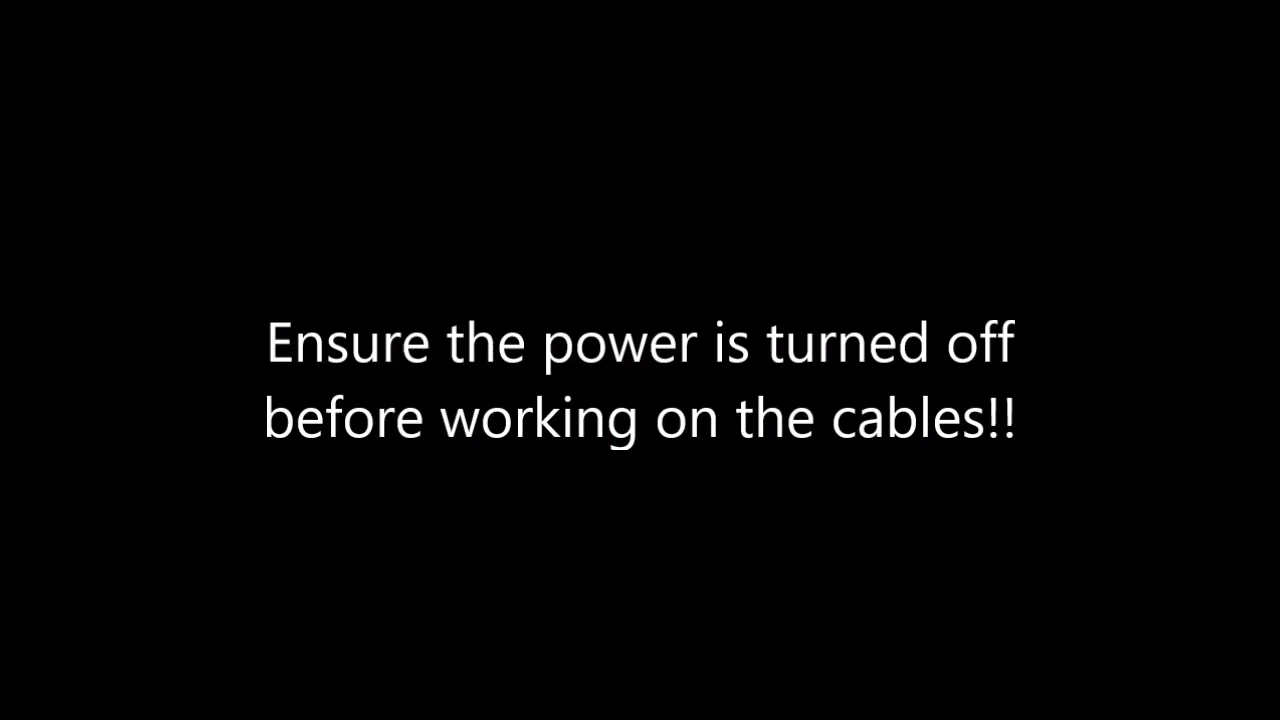 Ensure the power is turned off
before working on the cables!!